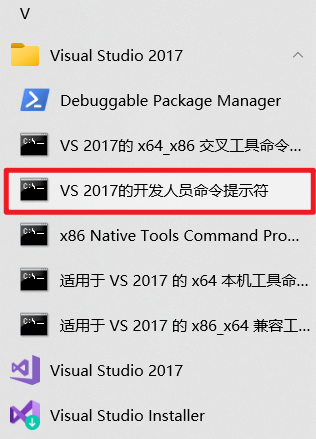 V
Visual Studio 2017
Debuggable Package Manager
VS 2017的 x64_x86 交叉工具命令...
VS 2017的开发人员命令提示符
x86 Native Tools Command Pro...
适用于 VS 2017 的 x64 本机工具命...
适用于 VS 2017 的 x86_x64 兼容工...
Visual Studio 2017
Visual Studio Installer